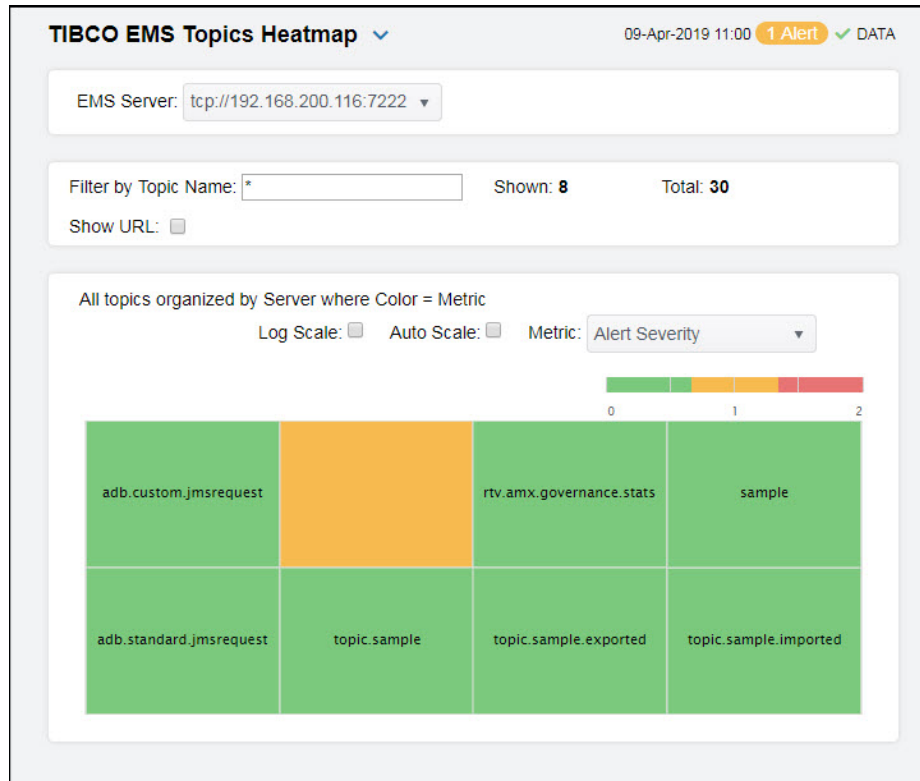 TIBCO EMS Topics Heatmap 09-Apr-2019 11:00 1 Alert DATA
EMS Server: tcp://192.168.200.116:7222
Filter by Topic Name: * Shown: 8 Total: 30
Show URL:
All topics organized by Server where Color = Metric
Log Scale: Auto Scale: Metric: Alert Severity
0 1 2
adb.custom.jmsrequest rtv.amx.governance.stats sample
adb.standard.jmsrequest topic.sample topic.sample.exported topic.sample.imported